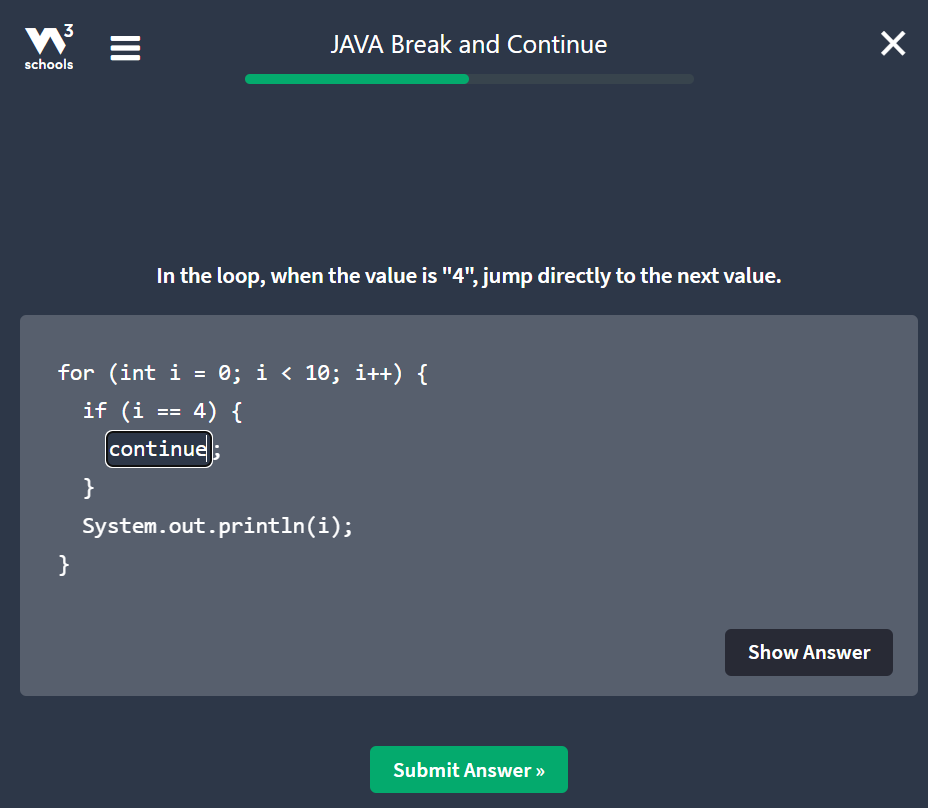 W3
schools
JAVA Break and Continue
In the loop, when the value is "4", jump directly to the next value.
for (int i = 0; i < 10; i++) {
  if (i == 4) {
    continue;
  }
  System.out.println(i);
}
Show Answer
Submit Answer »